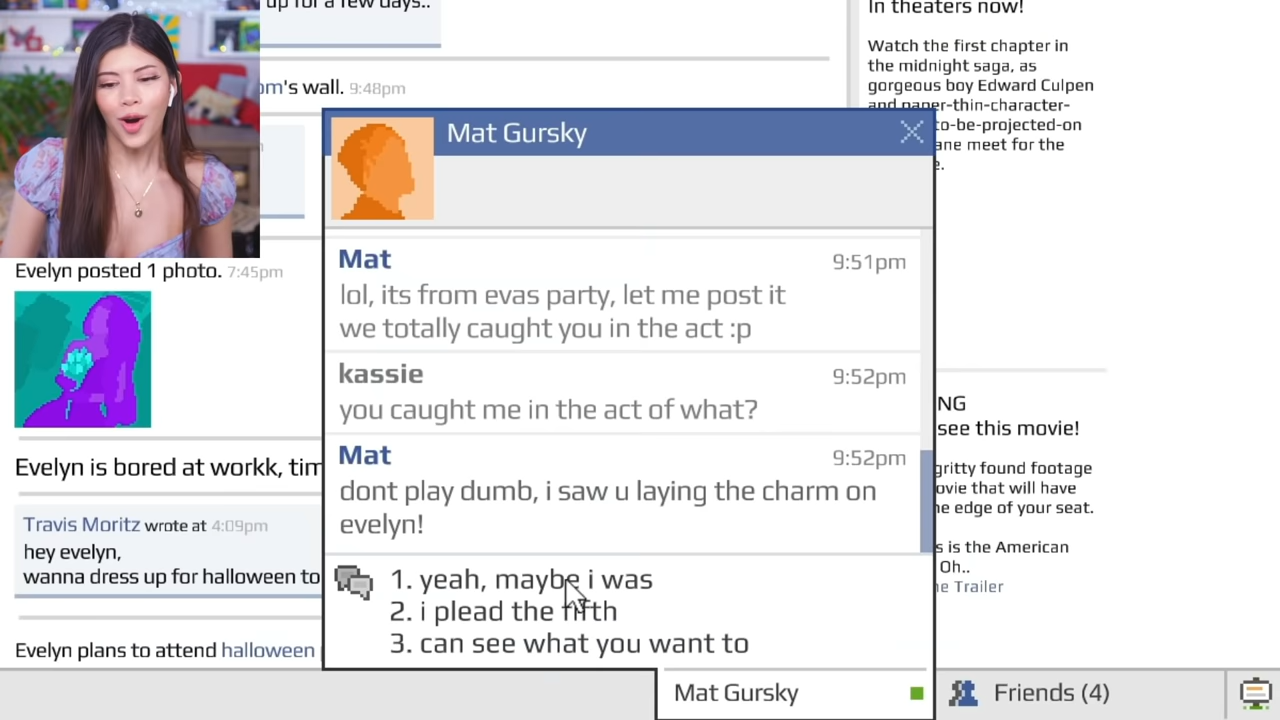 up for a few days..
om's wall. 9:48pm
Evelyn posted 1 photo. 7:45pm
Evelyn is bored at workk, tim
Travis Moritz wrote at 4:09pm
hey evelyn,
wanna dress up for halloween to
Evelyn plans to attend halloween
Mat Gursky
Mat 9:51pm
lol, its from evas party, let me post it
we totally caught you in the act :p
kassie 9:52pm
you caught me in the act of what?
Mat 9:52pm
dont play dumb, i saw u laying the charm on
evelyn!
1. yeah, maybe i was
2. i plead the fifth
3. can see what you want to
Mat Gursky
Friends (4)
In theaters now!
Watch the first chapter in
the midnight saga, as
gorgeous boy Edward Culpen
and paper-thin-character-
to-be-projected-on
ane meet for the
e.
NG
see this movie!
gritty found footage
ovie that will have
he edge of your seat.
s is the American
Oh..
e Trailer